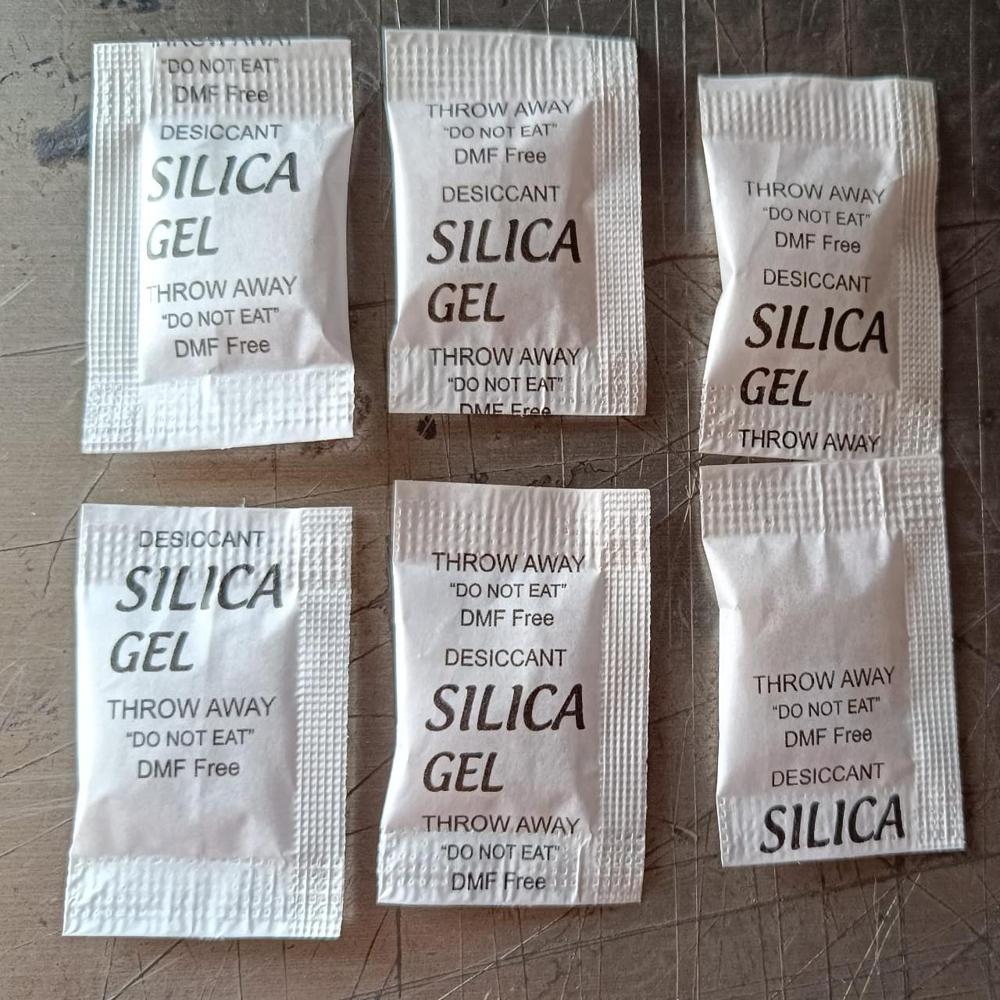 THROW AWAY
"DO NOT EAT"
DMF Free
DESICCANT
SILICA
GEL
THROW AWAY
"DO NOT EAT"
DMF Free
THROW AWAY
"DO NOT EAT"
DMF Free
DESICCANT
SILICA
GEL
THROW AWAY
"DO NOT EAT"
DMF Free
THROW AWAY
"DO NOT EAT"
DMF Free
DESICCANT
SILICA
GEL
THROW AWAY
DESICCANT
SILICA
GEL
THROW AWAY
"DO NOT EAT"
DMF Free
THROW AWAY
"DO NOT EAT"
DMF Free
DESICCANT
SILICA
GEL
THROW AWAY
"DO NOT EAT"
DMF Free
THROW AWAY
"DO NOT EAT"
DMF Free
DESICCANT
SILICA